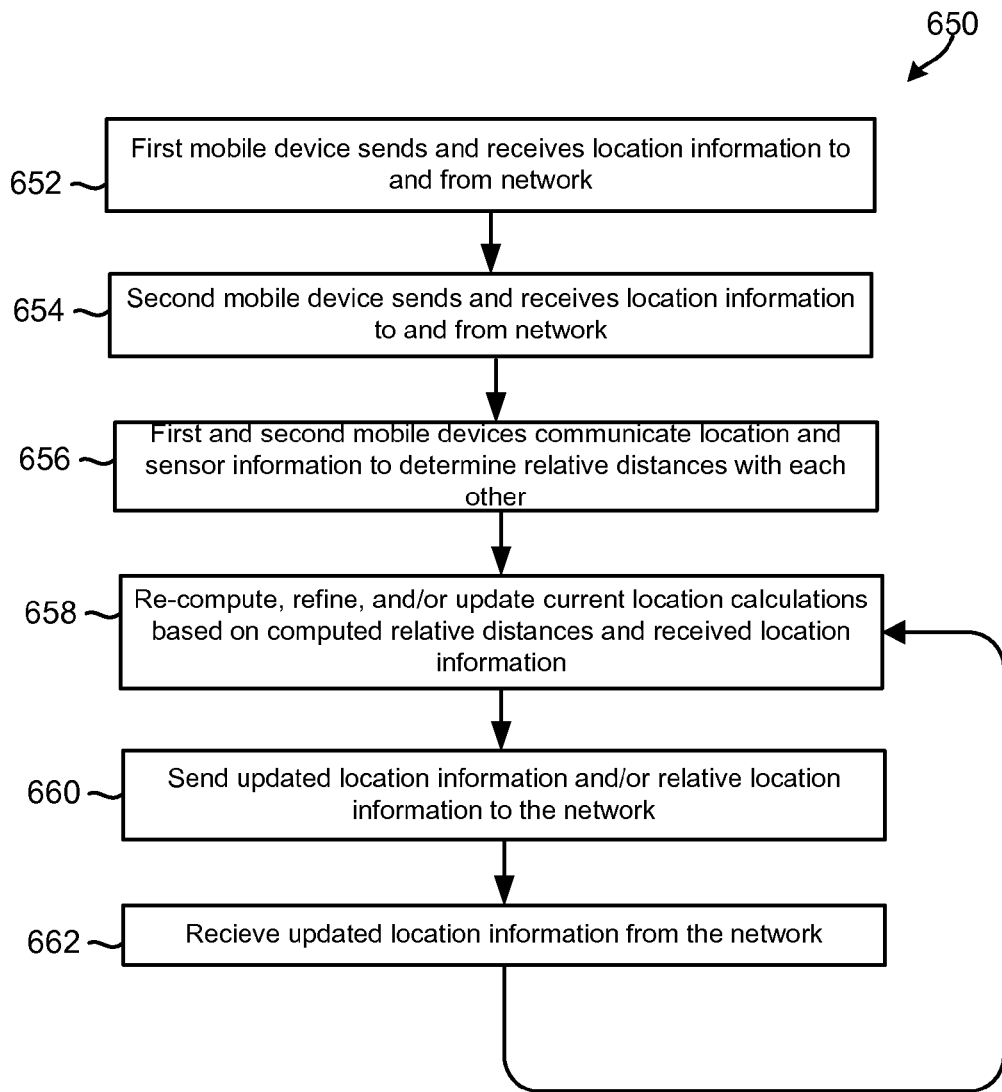 650
First mobile device sends and receives location information to
and from network
652
Second mobile device sends and receives location information
to and from network
654
First and second mobile devices communicate location and
sensor information to determine relative distances with each
other
656
Re-compute, refine, and/or update current location calculations
based on computed relative distances and received location
information
658
Send updated location information and/or relative location
information to the network
660
Recieve updated location information from the network
662